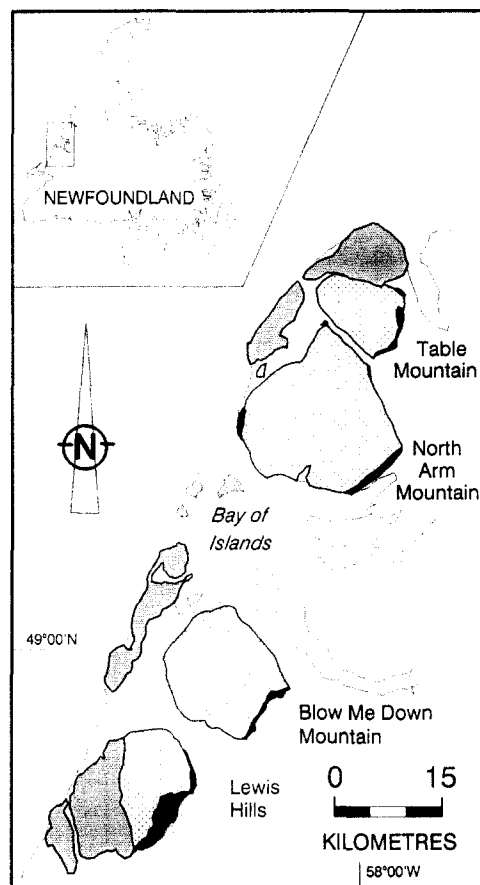 NEWFOUNDLAND
Table
Mountain
North
Arm
Mountain
N
Bay of
Islands
49°00'N
Blow Me Down
Mountain
Lewis
Hills
0 15
KILOMETRES
58°00'W